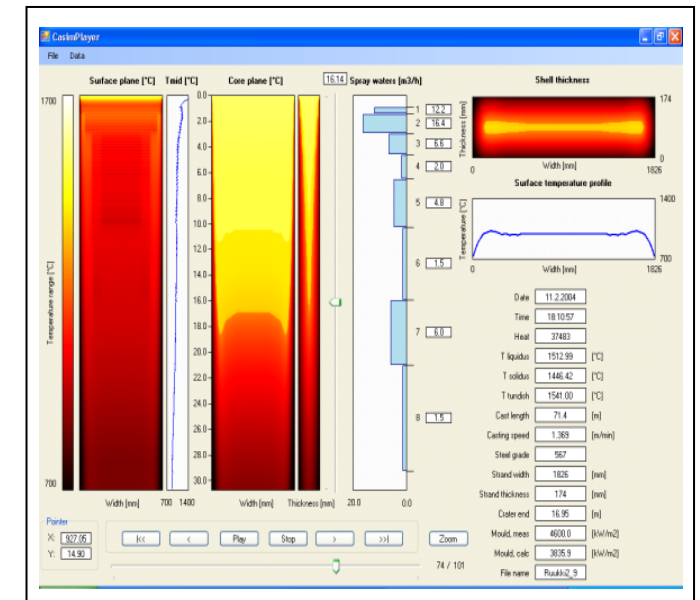 CasimPlayer
File Data
Surface plane [°C] Tmid [°C] Core plane [°C] 16.14 Spray waters [m3/h] Shell thickness
1700
700
Temperature range [°C]
Width [mm]
700 1400
0.0
2.0
4.0
6.0
8.0
10.0
12.0
14.0
16.0
18.0
20.0
22.0
24.0
26.0
28.0
30.0
Width [mm] Thickness [mm]
20.0 0.0
1 12.2
2 16.4
3 6.6
4 2.0
5 4.8
6 1.5
7 6.0
8 1.5
Thickness [mm]
174
0
0 Width [mm] 1826
Surface temperature profile
Temperature [°C]
1400
700
0 Width [mm] 1826
Date 11.2.2004
Time 18:10:57
Heat 37483
T liquidus 1512.99 [°C]
T solidus 1446.42 [°C]
T tundish 1541.00 [°C]
Cast length 71.4 [m]
Casting speed 1.369 [m/min]
Steel grade 567
Strand width 1826 [mm]
Strand thickness 174 [mm]
Crater end 16.95 [m]
Mould, meas 4600.0 [kW/m2]
Mould, calc 3835.9 [kW/m2]
File name Ruukki2_9
Pointer
X: 927.05
Y: 14.90
|<< < Play Stop > >>| Zoom
74 / 101